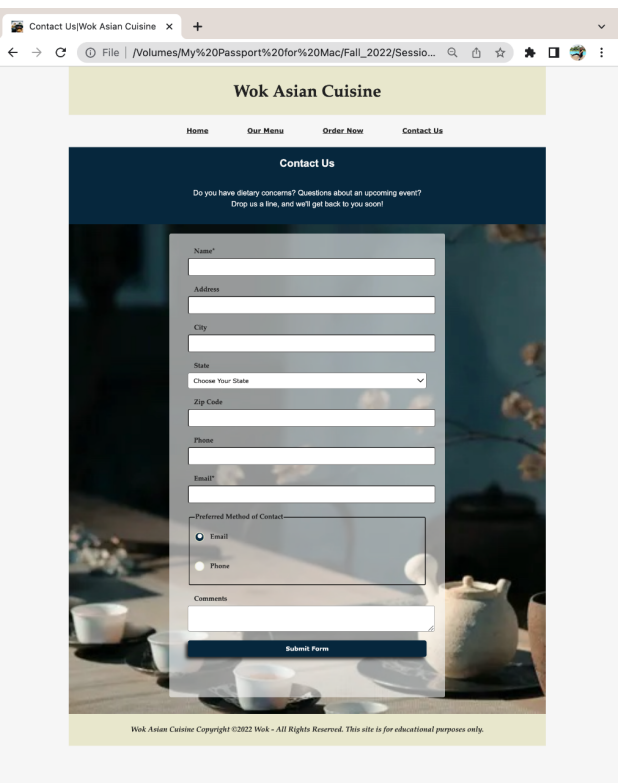 Contact Us|Wok Asian Cuisine
File | /Volumes/My%20Passport%20for%20Mac/Fall_2022/Sessio...
Wok Asian Cuisine
Home Our Menu Order Now Contact Us
Contact Us
Do you have dietary concerns? Questions about an upcoming event?
Drop us a line, and we'll get back to you soon!
Name*
Address
City
State
Choose Your State
Zip Code
Phone
Email*
Preferred Method of Contact
Email
Phone
Comments
Submit Form
Wok Asian Cuisine Copyright ©2022 Wok - All Rights Reserved. This site is for educational purposes only.